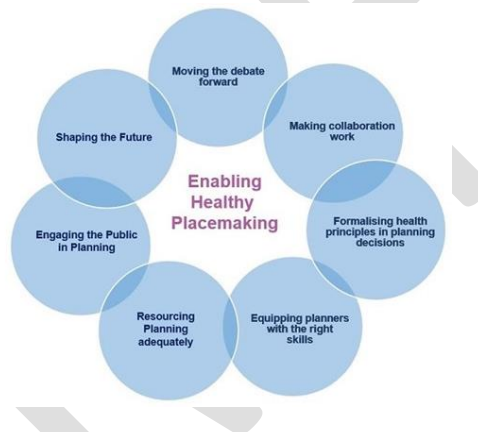 Moving the debate
forward
Making collaboration
work
Formalising health
principles in planning
decisions
Equipping planners
with the right
skills
Resourcing
Planning
adequately
Engaging the Public
in Planning
Shaping the Future
Enabling
Healthy
Placemaking